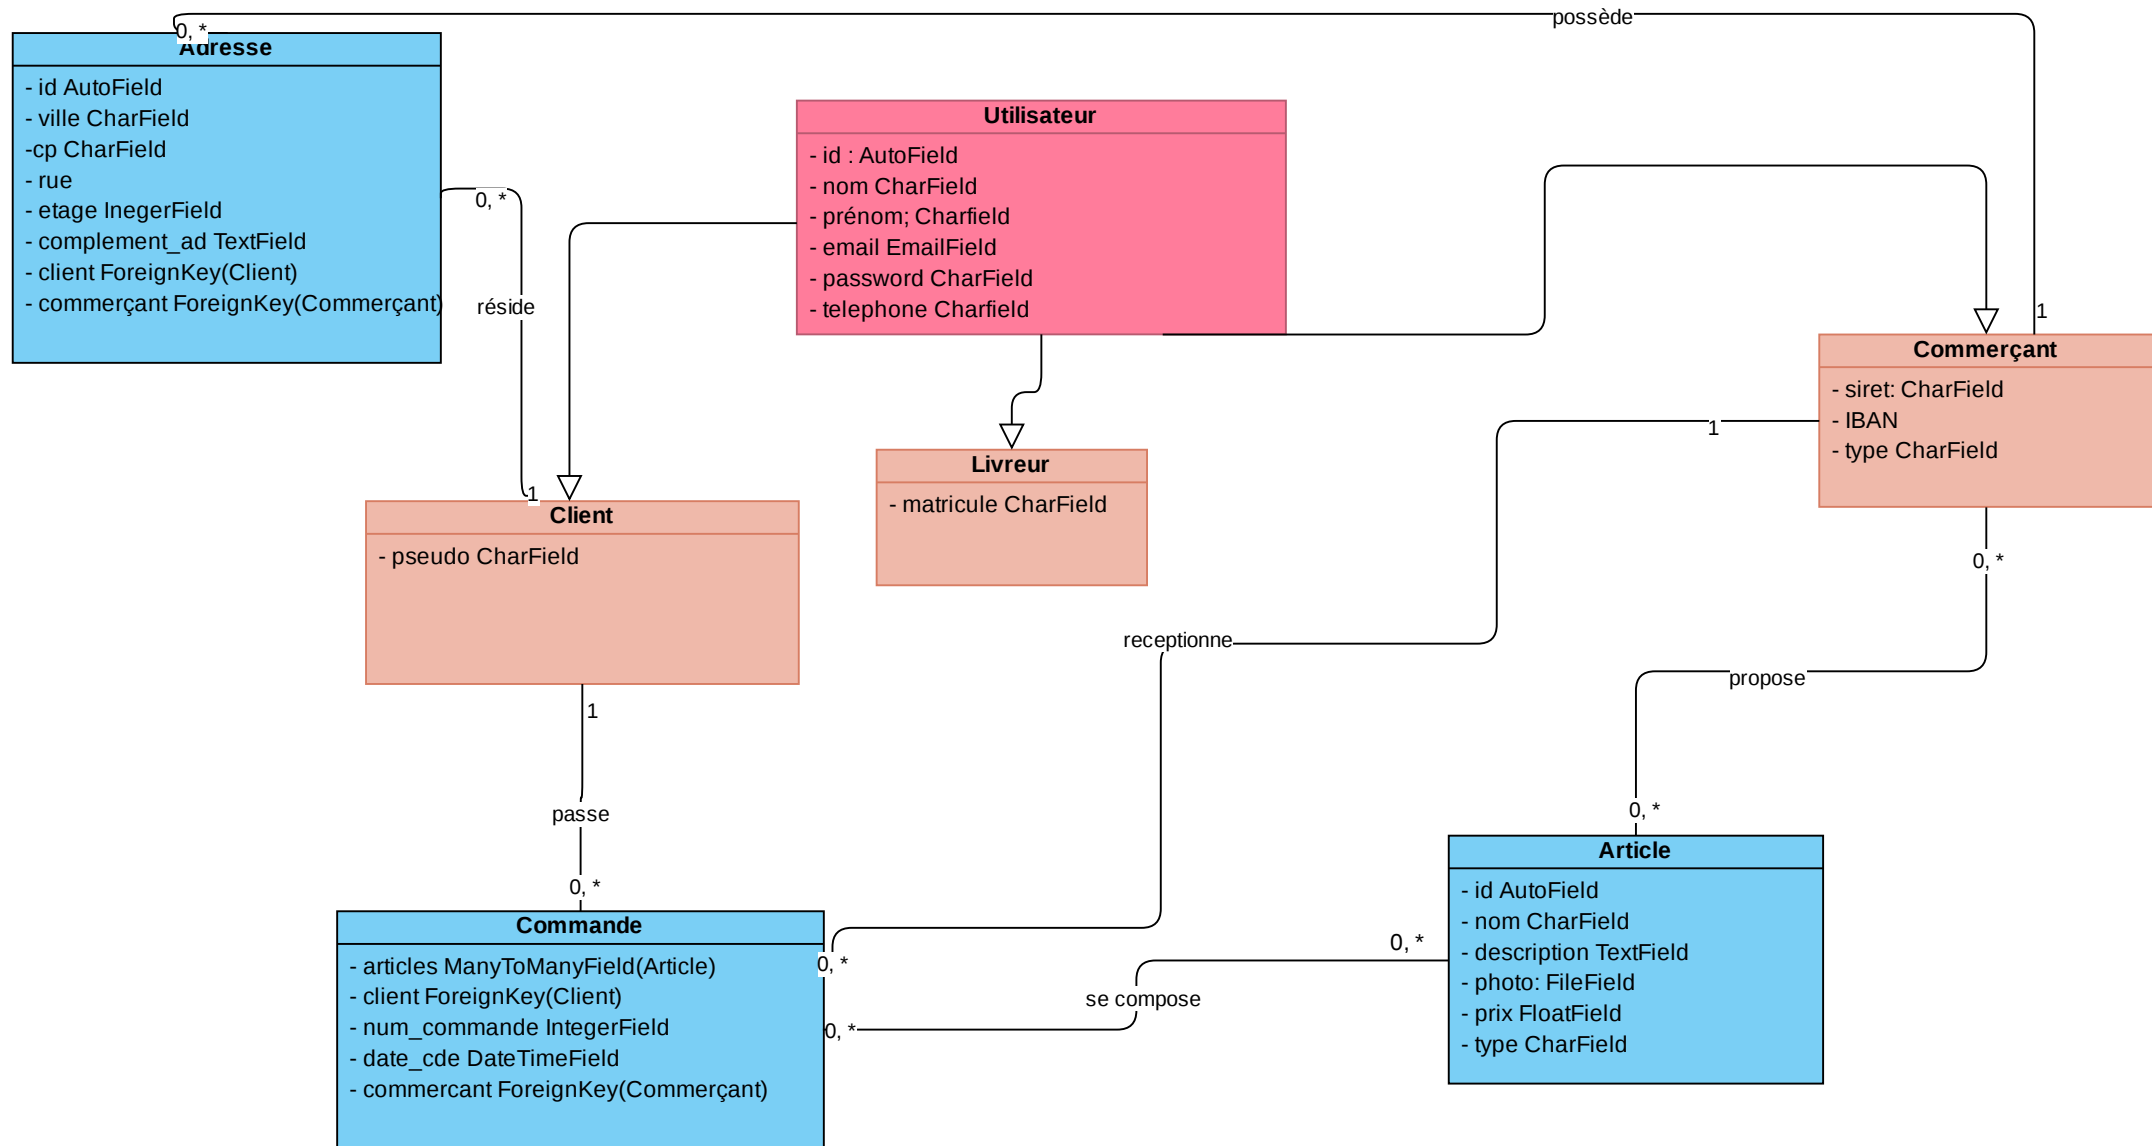 possède
0, *
Adresse
- id AutoField
- ville CharField
-cp CharField
- rue
- etage InegerField
- complement_ad TextField
- client ForeignKey(Client)
- commerçant ForeignKey(Commerçant)
0, *
réside
1
Utilisateur
- id : AutoField
- nom CharField
- prénom; Charfield
- email EmailField
- password CharField
- telephone Charfield
1
Commerçant
- siret: CharField
- IBAN
- type CharField
1
Livreur
- matricule CharField
Client
- pseudo CharField
0, *
receptionne
propose
1
passe
0, *
0, *
Article
- id AutoField
- nom CharField
- description TextField
- photo: FileField
- prix FloatField
- type CharField
Commande
- articles ManyToManyField(Article)
- client ForeignKey(Client)
- num_commande IntegerField
- date_cde DateTimeField
- commercant ForeignKey(Commerçant)
0, *
0, *
se compose
0, *